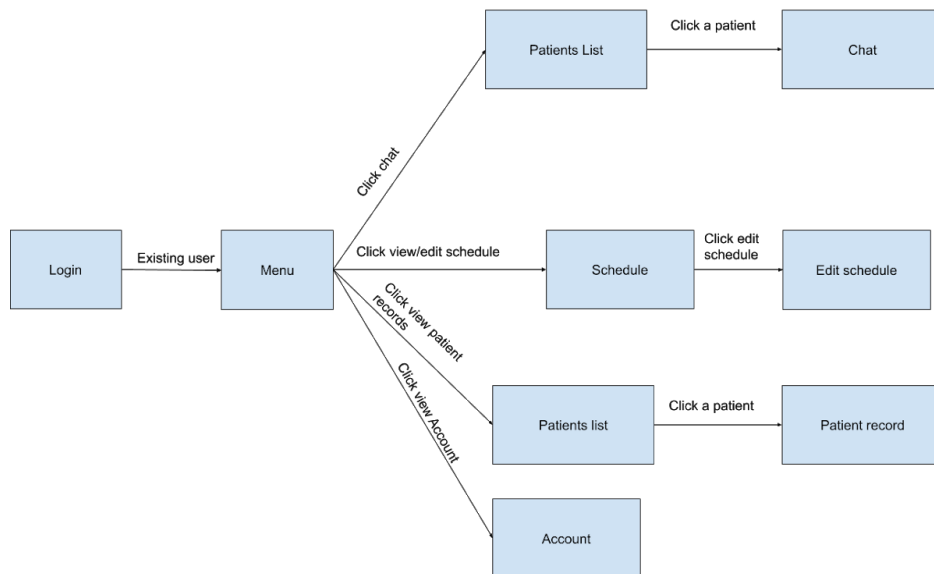 Patients List
Click a patient
Chat
Click chat
Login
Existing user
Menu
Click view/edit schedule
Schedule
Click edit
schedule
Edit schedule
Click view patient
records
Patients list
Click a patient
Patient record
Click view Account
Account